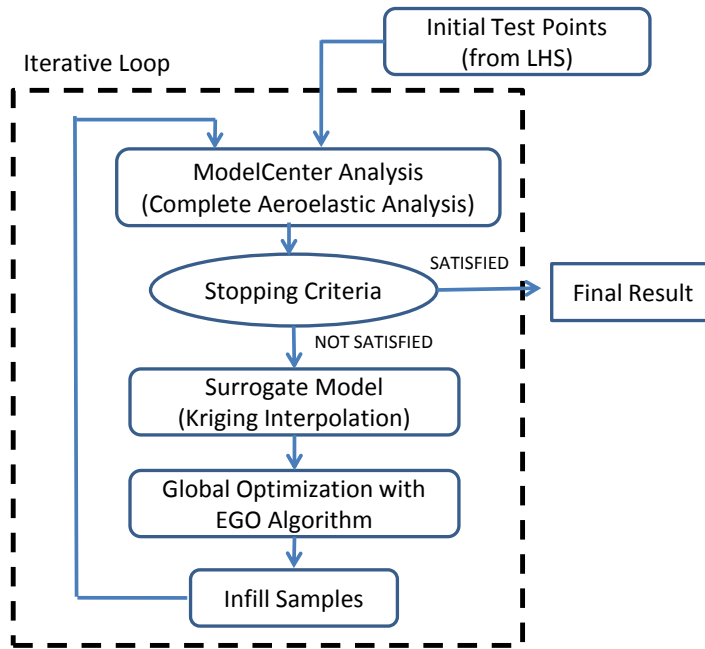 Initial Test Points
(from LHS)
Iterative Loop
ModelCenter Analysis
(Complete Aeroelastic Analysis)
SATISFIED
Stopping Criteria
Final Result
NOT SATISFIED
Surrogate Model
(Kriging Interpolation)
Global Optimization with
EGO Algorithm
Infill Samples